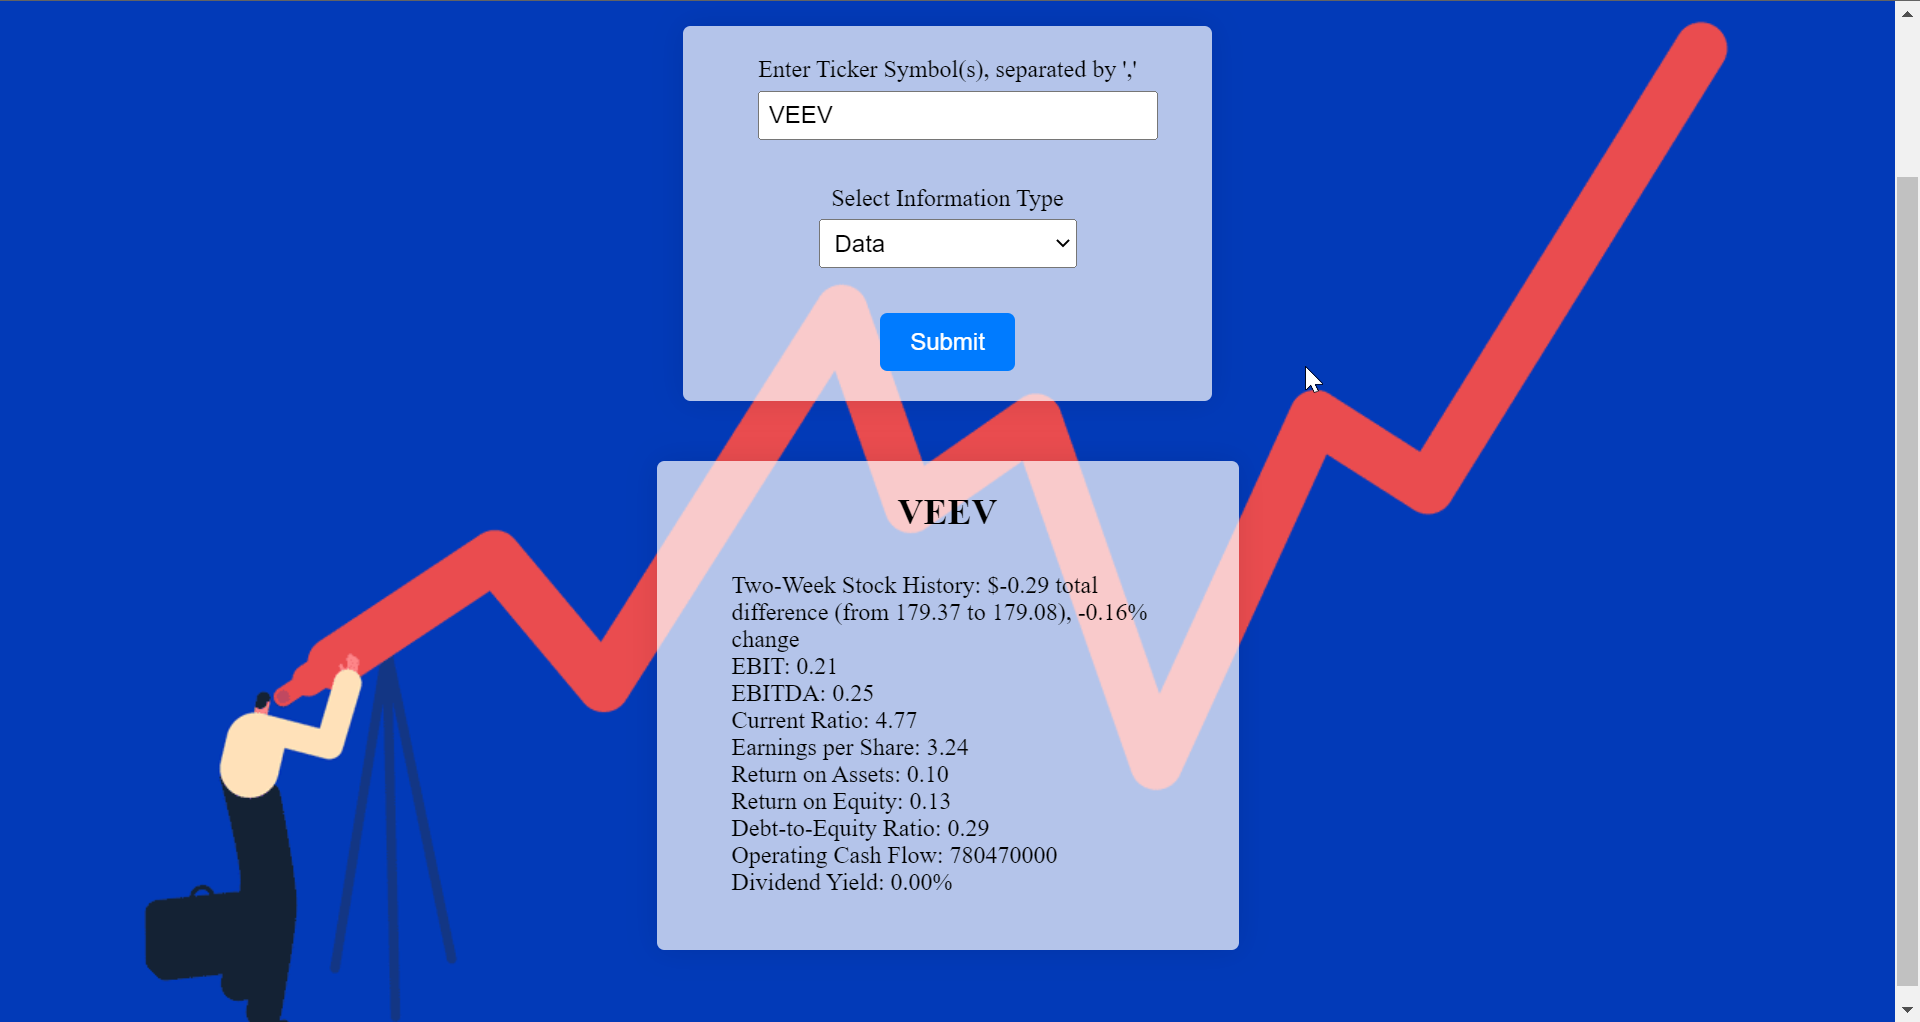 Enter Ticker Symbol(s), separated by ','
VEEV
Select Information Type
Data
Submit
VEEV
Two-Week Stock History: $-0.29 total
difference (from 179.37 to 179.08), -0.16%
change
EBIT: 0.21
EBITDA: 0.25
Current Ratio: 4.77
Earnings per Share: 3.24
Return on Assets: 0.10
Return on Equity: 0.13
Debt-to-Equity Ratio: 0.29
Operating Cash Flow: 780470000
Dividend Yield: 0.00%